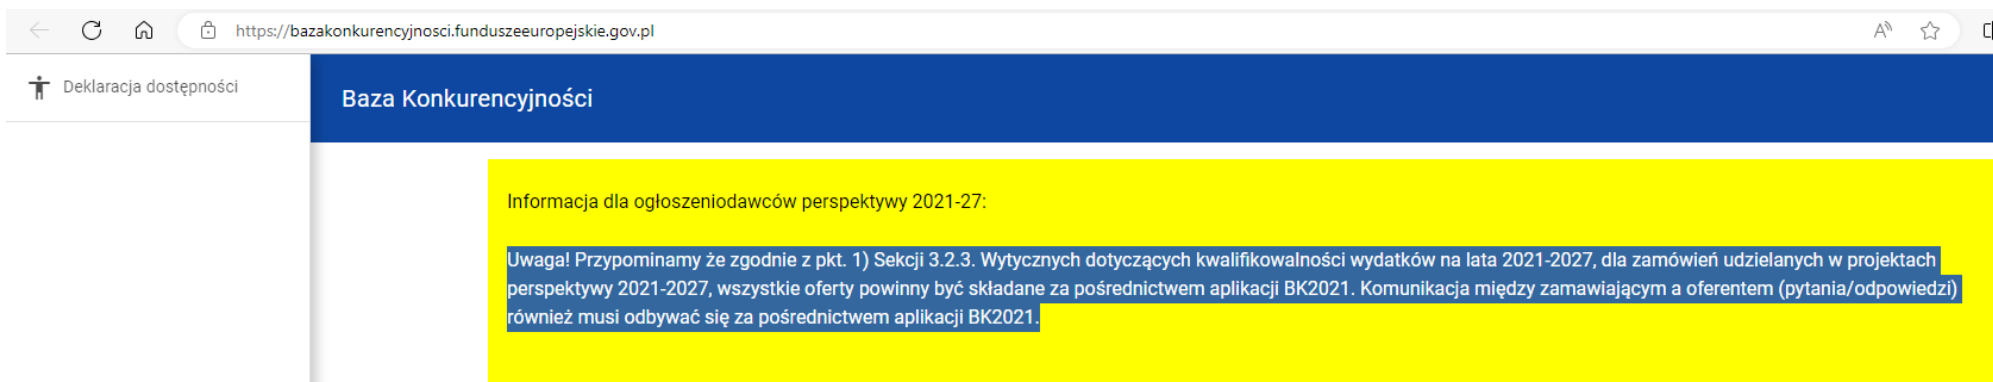 https://bazakonkurencyjnosci.funduszeeuropejskie.gov.pl
Deklaracja dostępności
Baza Konkurencyjności
Informacja dla ogłoszeniodawców perspektywy 2021-27:
Uwaga! Przypominamy że zgodnie z pkt. 1) Sekcji 3.2.3. Wytycznych dotyczących kwalifikowalności wydatków na lata 2021-2027, dla zamówień udzielanych w projektach
perspektywy 2021-2027, wszystkie oferty powinny być składane za pośrednictwem aplikacji BK2021. Komunikacja między zamawiającym a oferentem (pytania/odpowiedzi)
również musi odbywać się za pośrednictwem aplikacji BK2021.